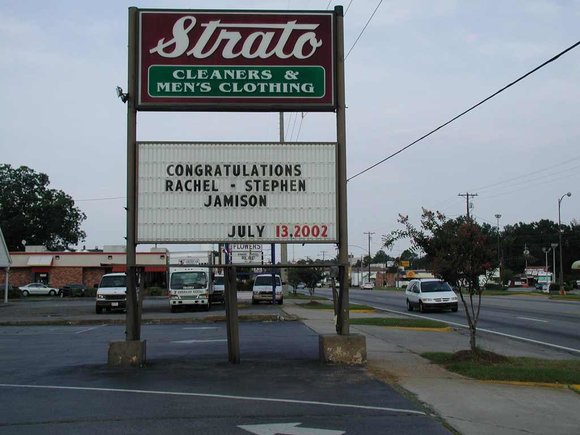 Strato
CLEANERS &
MEN'S CLOTHING
CONGRATULATIONS
RACHEL - STEPHEN
JAMISON
JULY 13,2002
FLOWERS